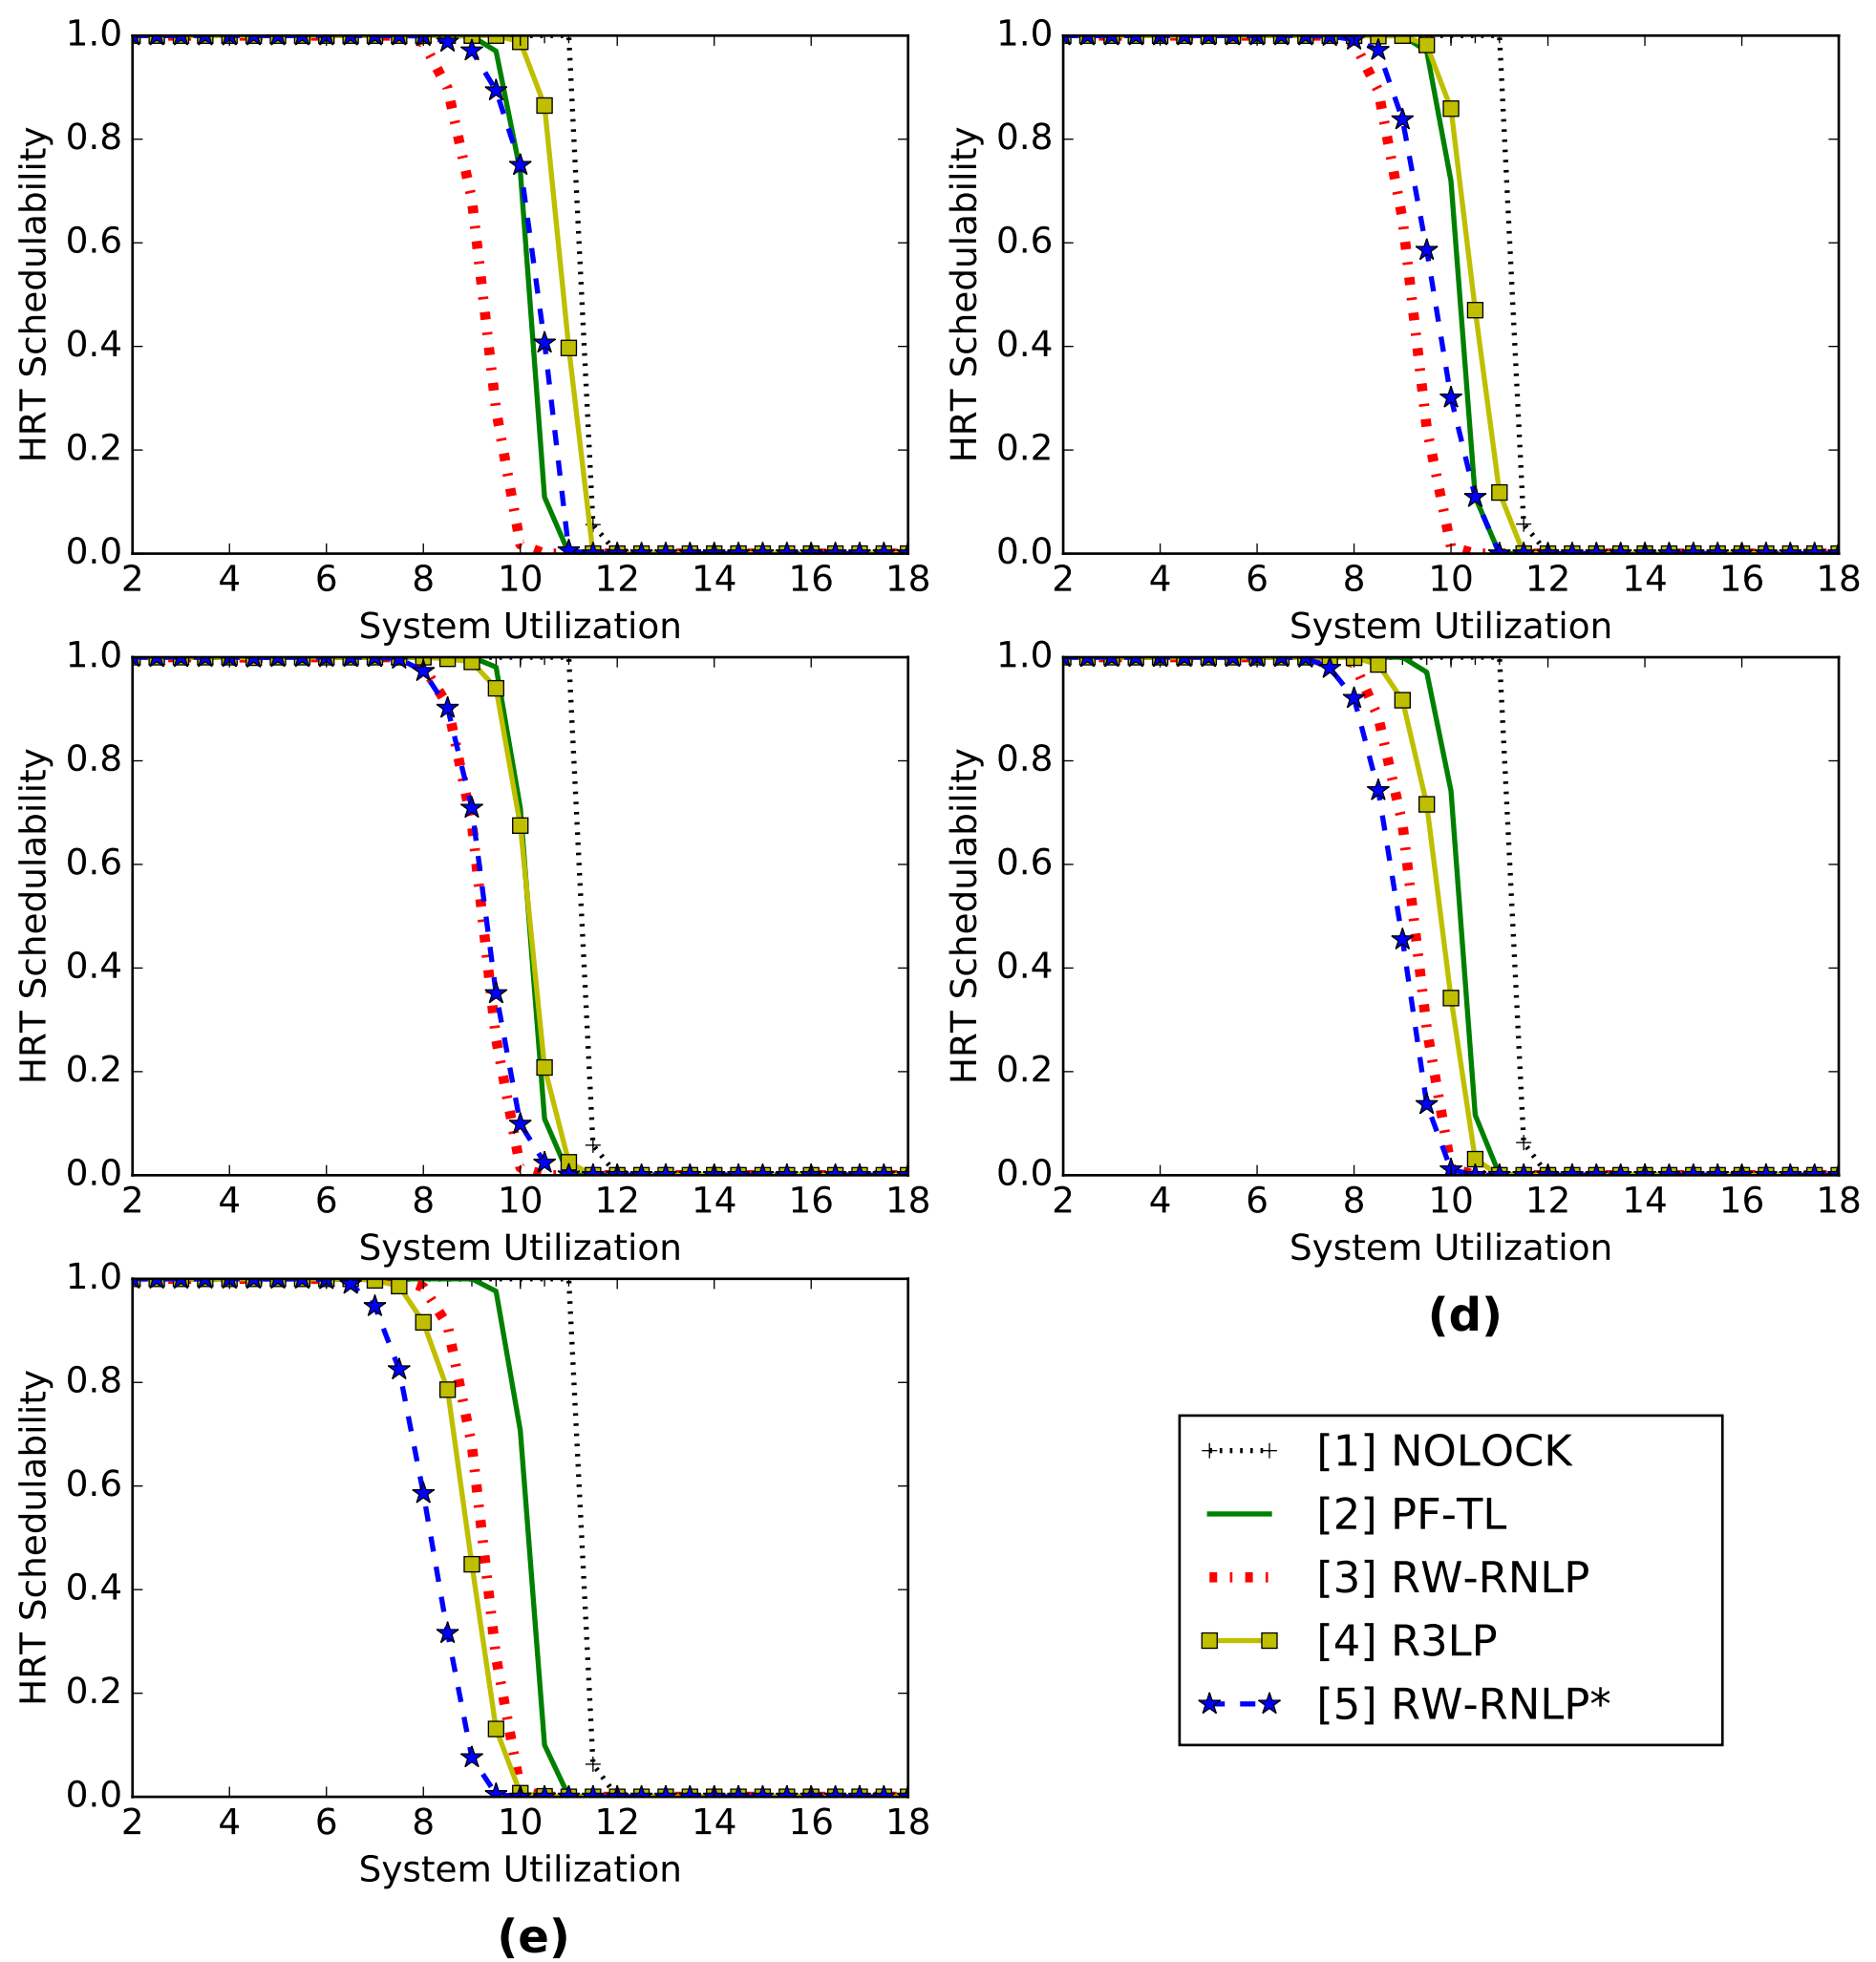 1.0
0.8
0.6
0.4
0.2
0.0
HRT Schedulability
2 4 6 8 10 12 14 16 18
System Utilization
1.0
0.8
0.6
0.4
0.2
0.0
HRT Schedulability
2 4 6 8 10 12 14 16 18
System Utilization
1.0
0.8
0.6
0.4
0.2
0.0
HRT Schedulability
2 4 6 8 10 12 14 16 18
System Utilization
1.0
0.8
0.6
0.4
0.2
0.0
HRT Schedulability
2 4 6 8 10 12 14 16 18
System Utilization
(d)
1.0
0.8
0.6
0.4
0.2
0.0
HRT Schedulability
2 4 6 8 10 12 14 16 18
System Utilization
(e)
[1] NOLOCK
[2] PF-TL
[3] RW-RNLP
[4] R3LP
[5] RW-RNLP*